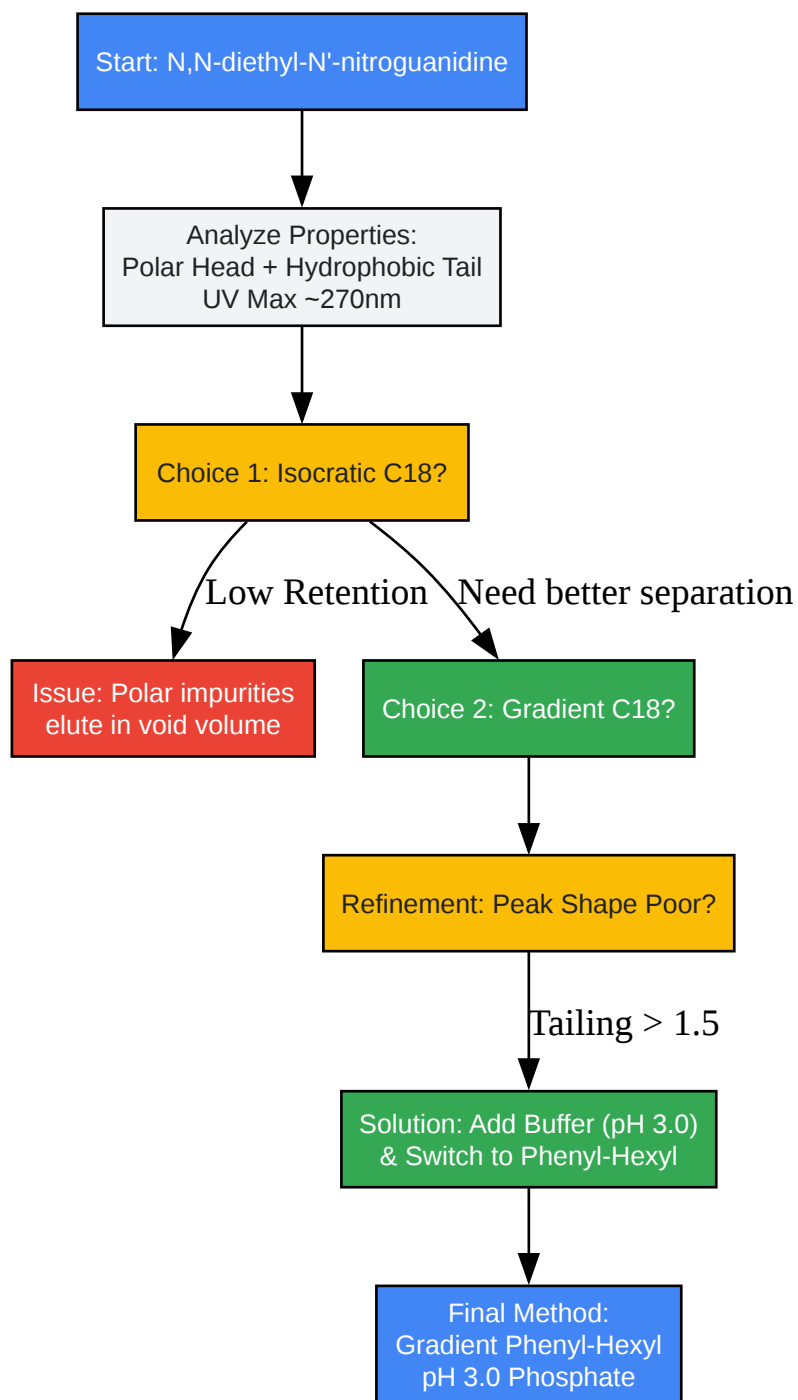 Start: N,N-diethyl-N'-nitroguanidine
Analyze Properties:
Polar Head + Hydrophobic Tail
UV Max ~270nm
Choice 1: Isocratic C18?
Low Retention
Need better separation
Issue: Polar impurities
elute in void volume
Choice 2: Gradient C18?
Refinement: Peak Shape Poor?
Tailing > 1.5
Solution: Add Buffer (pH 3.0)
& Switch to Phenyl-Hexyl
Final Method:
Gradient Phenyl-Hexyl
pH 3.0 Phosphate